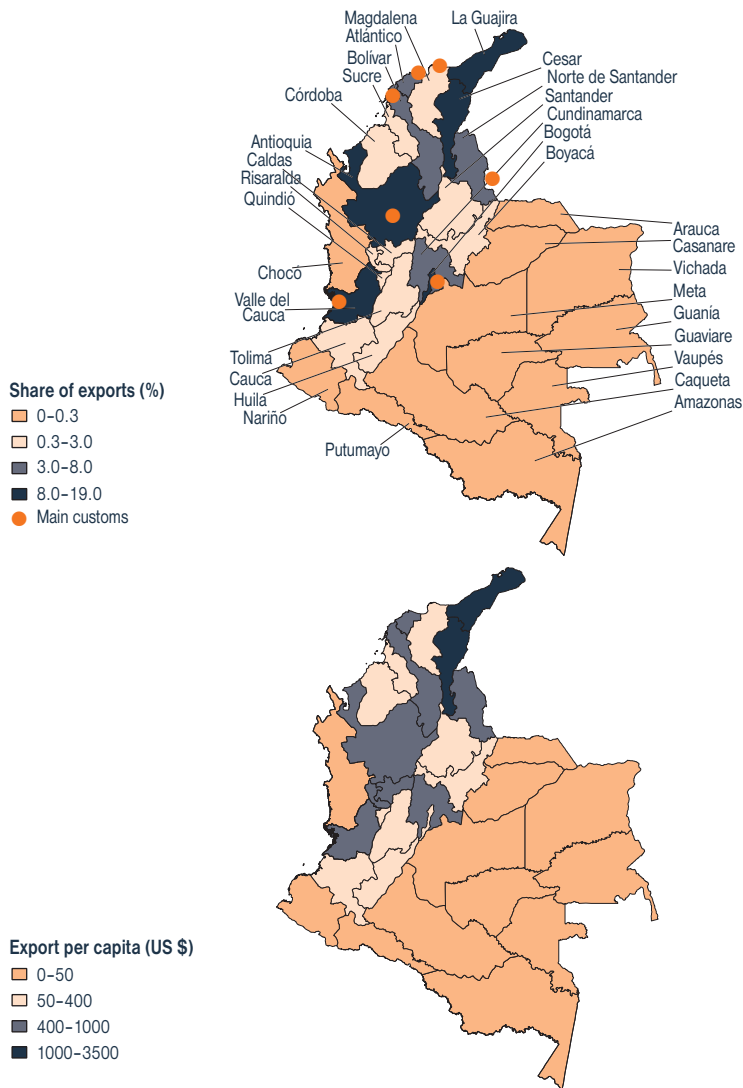 Magdalena
La Guajira
Atlántico
Bolívar
Sucre
Cesar
Norte de Santander
Santander
Cundinamarca
Bogotá
Boyacá
Córdoba
Antioquia
Caldas
Risaralda
Quindió
Arauca
Casanare
Vichada
Meta
Guanía
Guaviare
Vaupés
Caqueta
Amazonas
Chocó
Valle del
Cauca
Tolima
Cauca
Huila
Nariño
Putumayo
Share of exports (%)
0–0.3
0.3–3.0
3.0–8.0
8.0–19.0
Main customs
Export per capita (US $)
0–50
50–400
400–1000
1000–3500